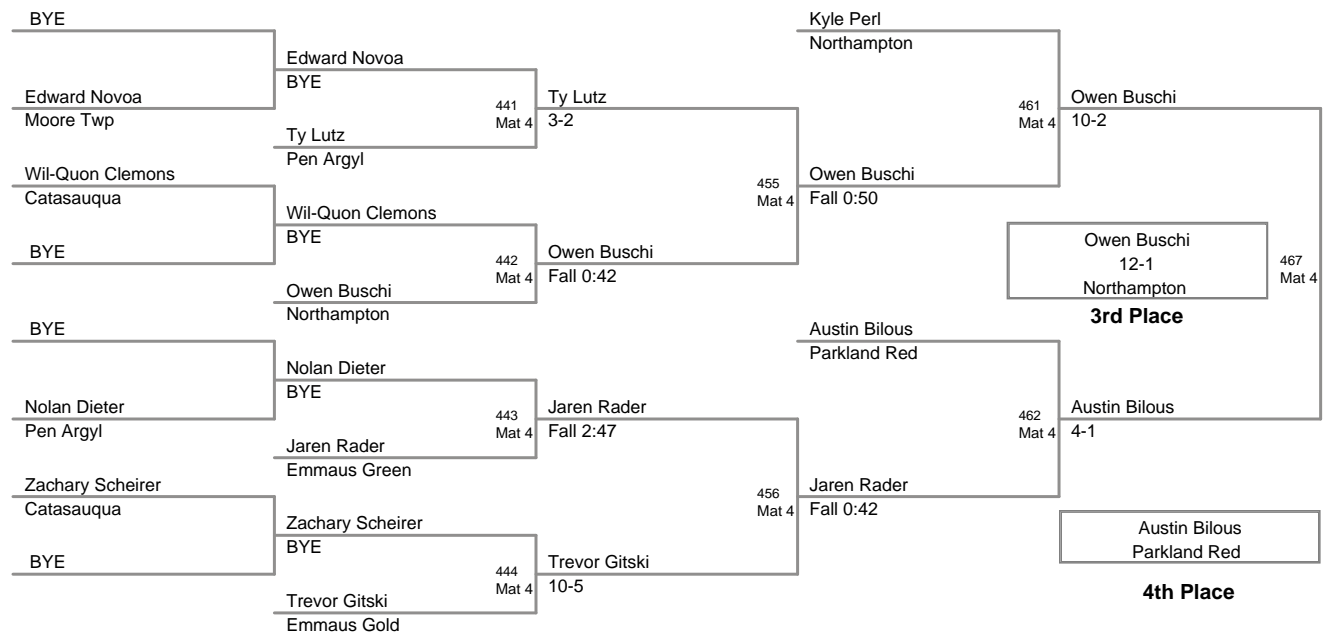 BYE
Edward Novoa
Moore Twp
Wil-Quon Clemons
Catasauqua
BYE
BYE
Nolan Dieter
Pen Argyl
Zachary Scheirer
Catasauqua
BYE
Edward Novoa
BYE
Ty Lutz
Pen Argyl
Wil-Quon Clemons
BYE
Owen Buschi
Northampton
Nolan Dieter
BYE
Jaren Rader
Emmaus Green
Zachary Scheirer
BYE
Trevor Gitski
Emmaus Gold
441
Mat 4
Ty Lutz
3-2
442
Mat 4
Owen Buschi
Fall 0:42
443
Mat 4
Jaren Rader
Fall 2:47
444
Mat 4
Trevor Gitski
10-5
Kyle Perl
Northampton
455
Mat 4
Owen Buschi
Fall 0:50
Austin Bilous
Parkland Red
456
Mat 4
Jaren Rader
Fall 0:42
461
Mat 4
Owen Buschi
10-2
462
Mat 4
Austin Bilous
4-1
467
Mat 4
Owen Buschi
12-1
Northampton
3rd Place
Austin Bilous
Parkland Red
4th Place